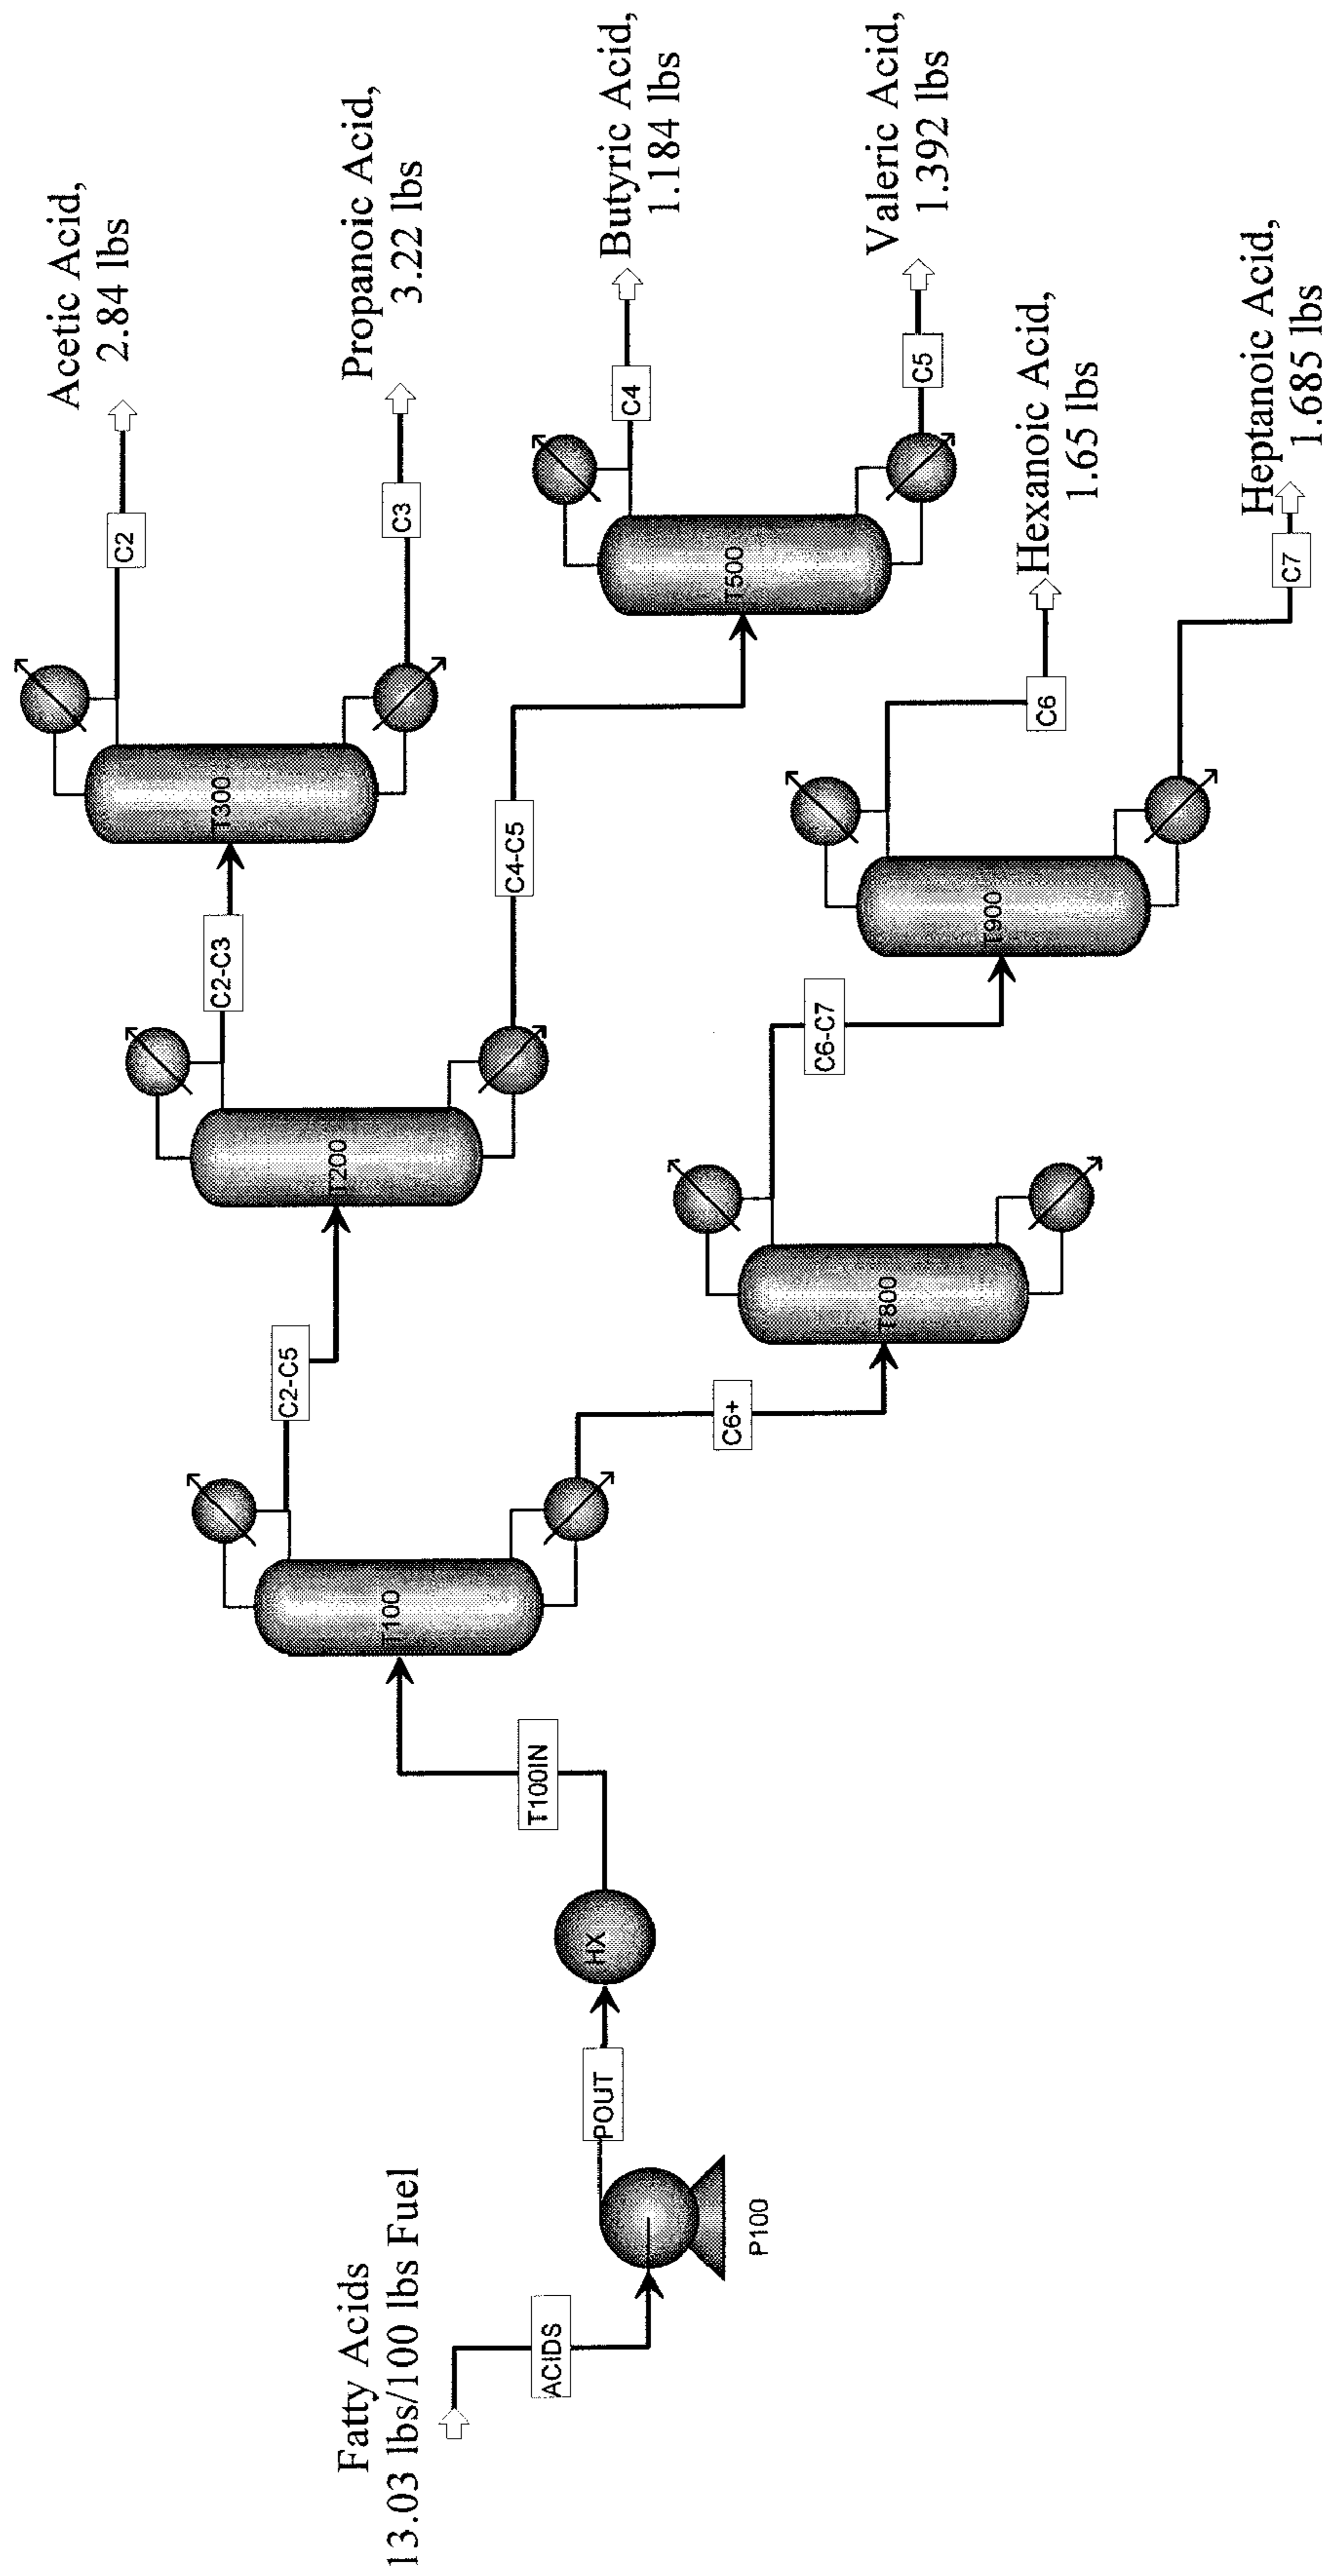 Fatty Acids
13.03 lbs/100 lbs Fuel
ACIDS
P100
POUT
HX
T100IN
T100
C2-C5
C6+
T200
C2-C3
C4-C5
T800
C6-C7
T300
C2
Acetic Acid,
2.84 lbs
C3
Propanoic Acid,
3.22 lbs
T500
C4
Butyric Acid,
1.184 lbs
C5
Valeric Acid,
1.392 lbs
T900
C6
Hexanoic Acid,
1.65 lbs
C7
Heptanoic Acid,
1.685 lbs